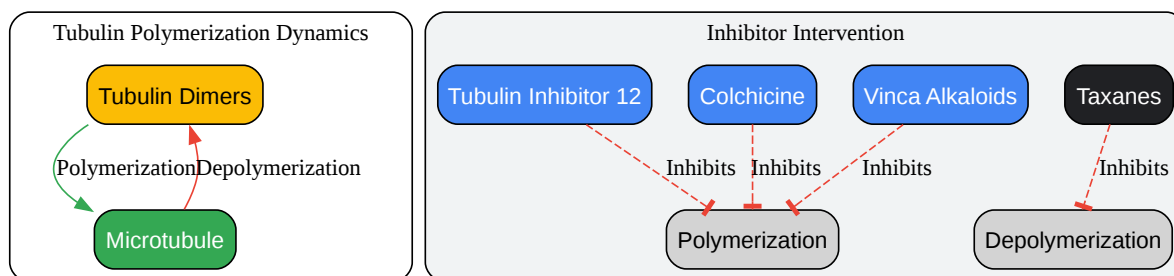 Tubulin Polymerization Dynamics
Tubulin Dimers
Polymerization
Depolymerization
Microtubule
Inhibitor Intervention
Tubulin Inhibitor 12
Colchicine
Vinca Alkaloids
Taxanes
Inhibits
Inhibits
Inhibits
Inhibits
Polymerization
Depolymerization